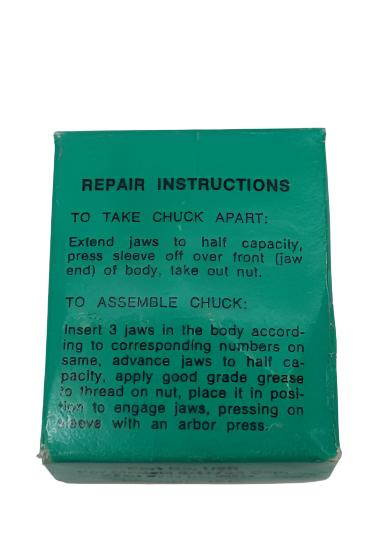 REPAIR INSTRUCTIONS
TO TAKE CHUCK APART:
Extend jaws to half capacity,
press sleeve off over front (jaw
end) of body, take out nut.
TO ASSEMBLE CHUCK:
Insert 3 jaws in the body accord-
ing to corresponding numbers on
same, advance jaws to half ca-
pacity, apply good grade grease
to thread on nut, place it in posi-
tion to engage jaws, pressing on
sleeve with an arbor press.